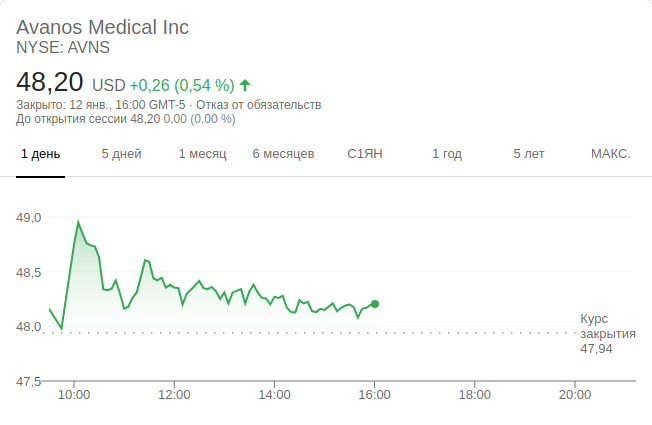 Avanos Medical Inc
NYSE: AVNS
48,20 USD +0,26 (0,54 %)
Закрыто: 12 янв., 16:00 GMT-5 · Отказ от обязательств
До открытия сессии 48,20 0,00 (0,00 %)
1 день 5 дней 1 месяц 6 месяцев С1ЯН 1 год 5 лет МАКС.
49,0
48,5
48,0
Курс
закрытия
47,94
47,5
10:00 12:00 14:00 16:00 18:00 20:00